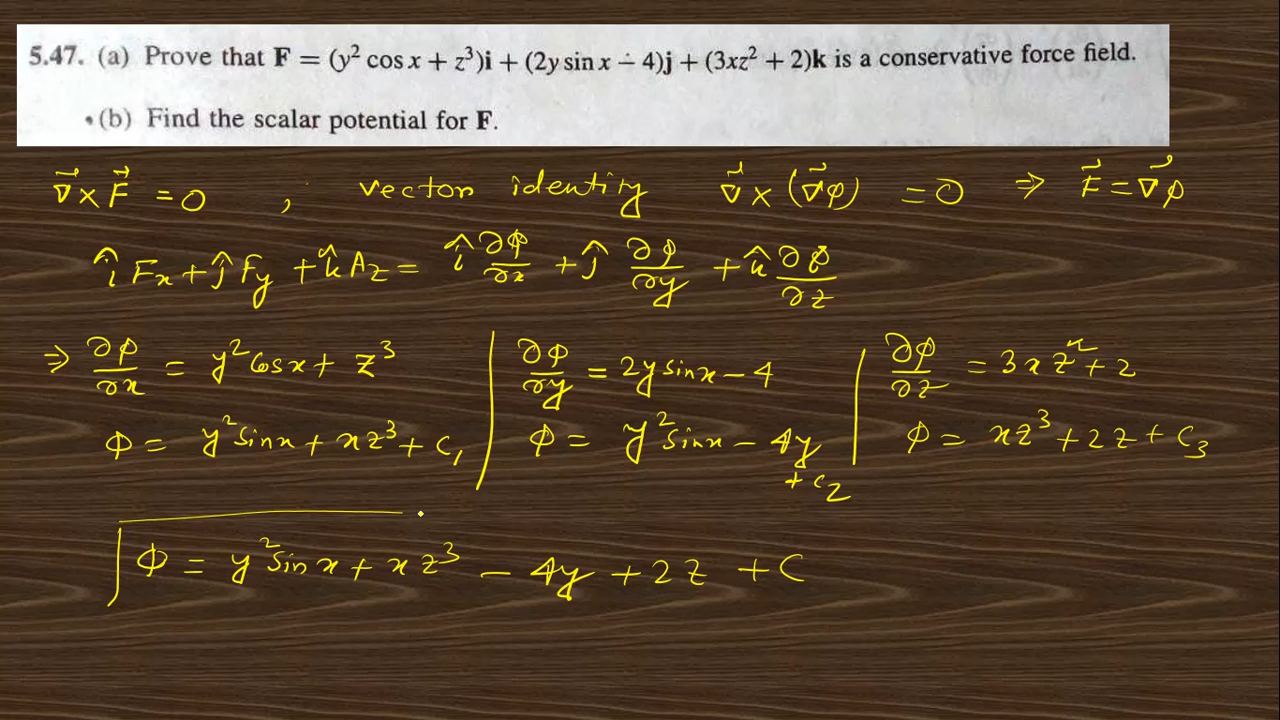 5.47. (a) Prove that F = (y² cos x + z³)i + (2y sin x ∸ 4)j + (3xz² + 2)k is a conservative force field.
• (b) Find the scalar potential for F.
∇⃗ × F⃗ = 0 , vector identity ∇⃗ × (∇⃗φ) = 0 ⇒ F⃗ = ∇⃗φ
î Fx + ĵ Fy + k̂ Az = î ∂φ/∂x + ĵ ∂φ/∂y + k̂ ∂φ/∂z
⇒ ∂φ/∂x = y² cos x + z³ | ∂φ/∂y = 2y sin x − 4 | ∂φ/∂z = 3xz² + 2
φ = y² sin x + xz³ + C₁ | φ = y² sin x − 4y + C₂ | φ = xz³ + 2z + C₃
φ = y² sin x + xz³ − 4y + 2z + C